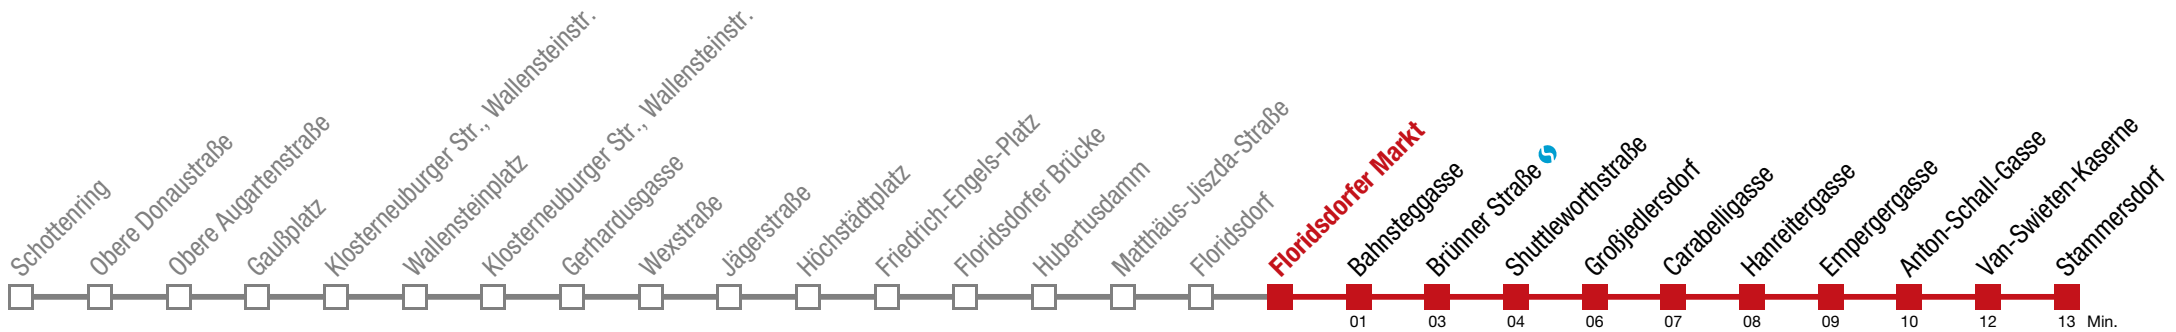 Schottenring
Obere Donaustraße
Obere Augartenstraße
Gaußplatz
Klosterneuburger Str., Wallensteinstr.
Wallensteinplatz
Klosterneuburger Str., Wallensteinstr.
Gerhardusgasse
Wexstraße
Jägerstraße
Höchstädtplatz
Friedrich-Engels-Platz
Floridsdorfer Brücke
Hubertusdamm
Matthäus-Jiszda-Straße
Floridsdorf
Floridsdorfer Markt
Bahnsteggasse
Brünner Straße
Shuttleworthstraße
Großjedlersdorf
Carabelligasse
Hanreitergasse
Empergergasse
Anton-Schall-Gasse
Van-Swieten-Kaserne
Stammersdorf
01 03 04 06 07 08 09 10 12 13 Min.